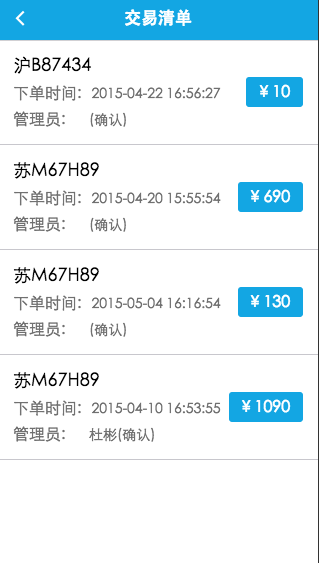 交易清单
沪B87434
下单时间：2015-04-22 16:56:27
¥ 10
管理员： (确认)
苏M67H89
下单时间：2015-04-20 15:55:54
¥ 690
管理员： (确认)
苏M67H89
下单时间：2015-05-04 16:16:54
¥ 130
管理员： (确认)
苏M67H89
下单时间：2015-04-10 16:53:55
¥ 1090
管理员： 杜彬(确认)